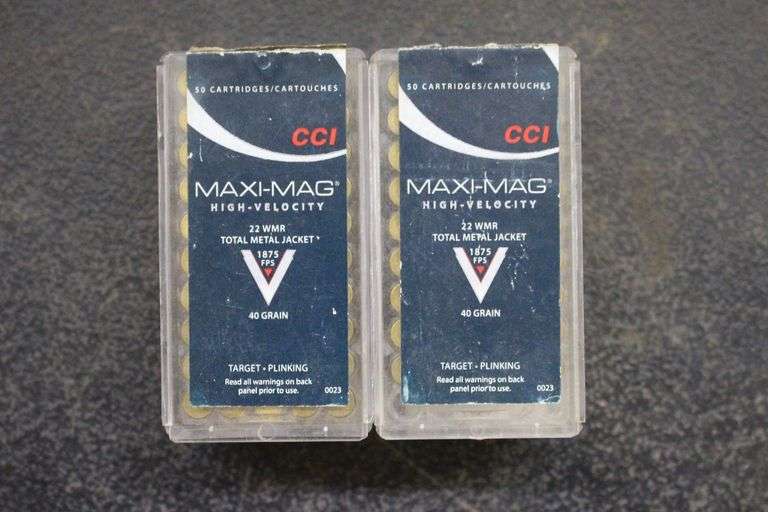 50 CARTRIDGES/CARTOUCHES
CCI
MAXI-MAG®
HIGH-VELOCITY
22 WMR
TOTAL METAL JACKET
1875
FPS
40 GRAIN
TARGET • PLINKING
Read all warnings on back
panel prior to use.
0023
50 CARTRIDGES/CARTOUCHES
CCI
MAXI-MAG®
HIGH-VELOCITY
22 WMR
TOTAL METAL JACKET
1875
FPS
40 GRAIN
TARGET • PLINKING
Read all warnings on back
panel prior to use.
0023